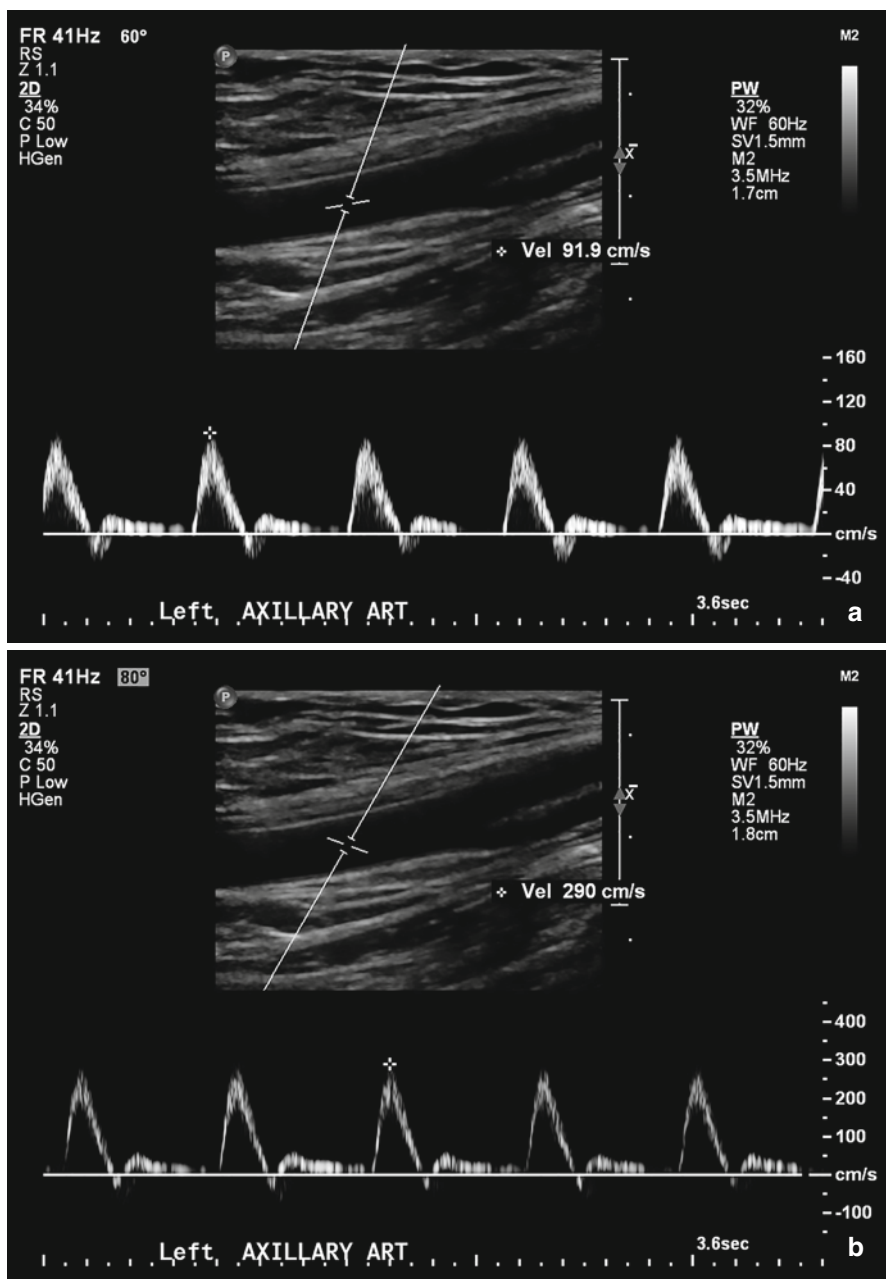 FR 41Hz 60°
M2
RS
Z 1.1
2D
34%
C 50
P Low
HGen
P
PW
32%
WF 60Hz
SV1.5mm
M2
3.5MHz
1.7cm
x
Vel 91.9 cm/s
160
120
80
40
cm/s
-40
Left AXILLARY ART
3.6sec
a
FR 41Hz 80°
M2
RS
Z 1.1
2D
34%
C 50
P Low
HGen
P
PW
32%
WF 60Hz
SV1.5mm
M2
3.5MHz
1.8cm
x
Vel 290 cm/s
400
300
200
100
cm/s
-100
Left AXILLARY ART
3.6sec
b